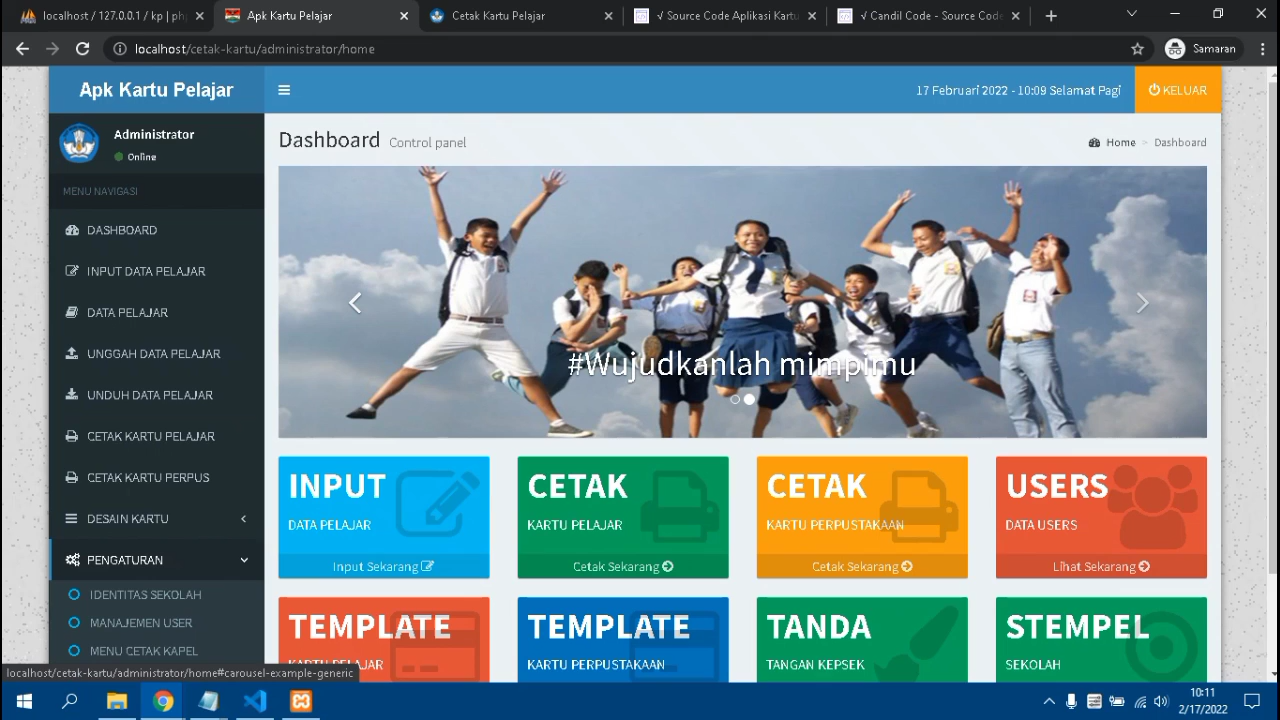 localhost / 127.0.0.1 / kp | ph
Apk Kartu Pelajar
Cetak Kartu Pelajar
√ Source Code Aplikasi Kartu
√ Candil Code - Source Code
localhost/cetak-kartu/administrator/home
Samaran
Apk Kartu Pelajar
17 Februari 2022 - 10:09 Selamat Pagi
KELUAR
Administrator
Online
Dashboard Control panel
Home > Dashboard
MENU NAVIGASI
DASHBOARD
INPUT DATA PELAJAR
DATA PELAJAR
UNGGAH DATA PELAJAR
UNDUH DATA PELAJAR
CETAK KARTU PELAJAR
CETAK KARTU PERPUS
DESAIN KARTU
PENGATURAN
IDENTITAS SEKOLAH
MANAJEMEN USER
MENU CETAK KAPEL
#Wujudkanlah mimpimu
INPUT
DATA PELAJAR
Input Sekarang
CETAK
KARTU PELAJAR
Cetak Sekarang
CETAK
KARTU PERPUSTAKAAN
Cetak Sekarang
USERS
DATA USERS
Lihat Sekarang
TEMPLATE
KARTU PELAJAR
TEMPLATE
KARTU PERPUSTAKAAN
TANDA
TANGAN KEPSEK
STEMPEL
SEKOLAH
localhost/cetak-kartu/administrator/home#carousel-example-generic
10:11
2/17/2022